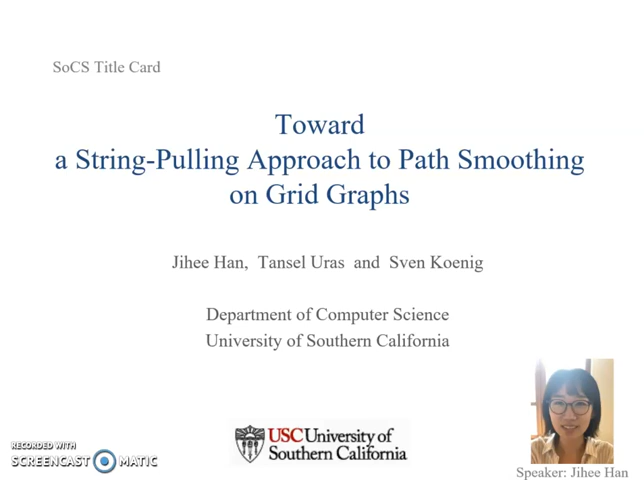 SoCS Title Card
Toward
a String-Pulling Approach to Path Smoothing
on Grid Graphs
Jihee Han, Tansel Uras and Sven Koenig
Department of Computer Science
University of Southern California
RECORDED WITH
SCREENCAST MATIC
USC University of
Southern California
Speaker: Jihee Han